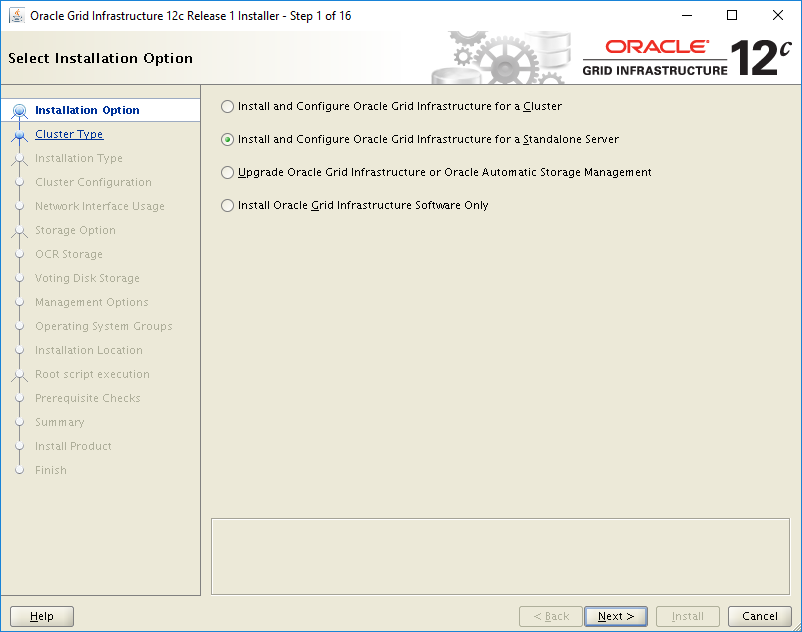 Oracle Grid Infrastructure 12c Release 1 Installer - Step 1 of 16
Select Installation Option
ORACLE®
GRID INFRASTRUCTURE
12c
Installation Option
Cluster Type
Installation Type
Cluster Configuration
Network Interface Usage
Storage Option
OCR Storage
Voting Disk Storage
Management Options
Operating System Groups
Installation Location
Root script execution
Prerequisite Checks
Summary
Install Product
Finish
Install and Configure Oracle Grid Infrastructure for a Cluster
Install and Configure Oracle Grid Infrastructure for a Standalone Server
Upgrade Oracle Grid Infrastructure or Oracle Automatic Storage Management
Install Oracle Grid Infrastructure Software Only
Help
< Back
Next >
Install
Cancel